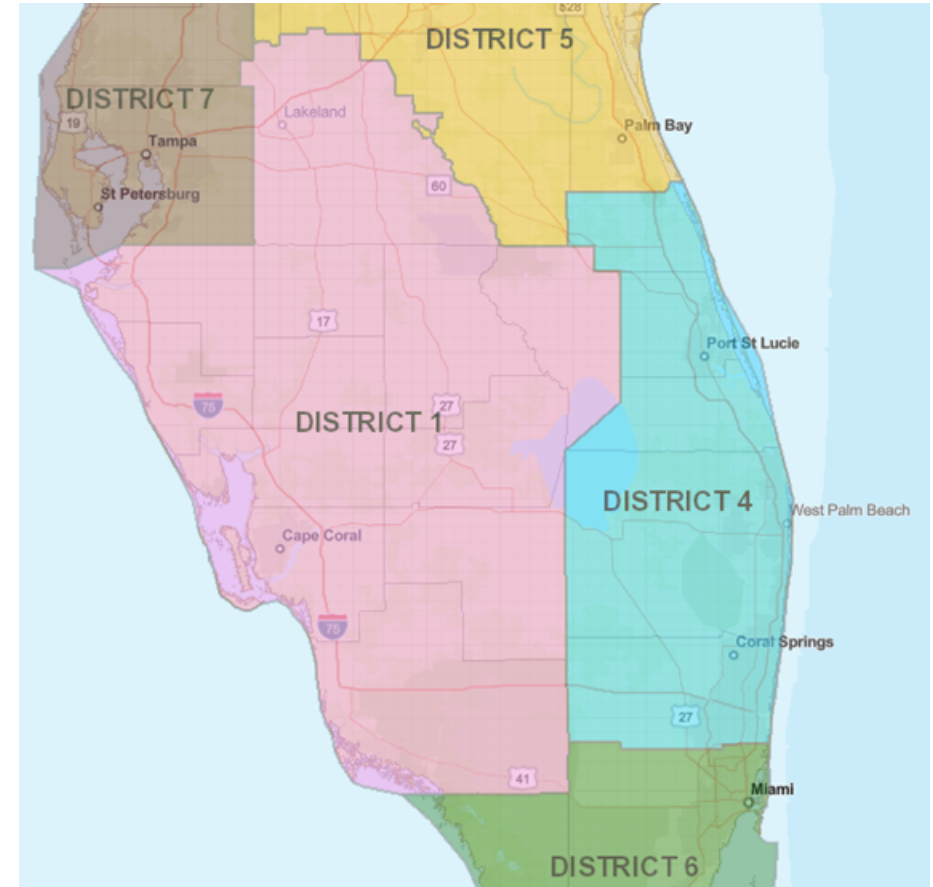 528
DISTRICT 5
DISTRICT 7
Lakeland
19
Palm Bay
Tampa
60
St Petersburg
17
Port St Lucie
75
27
DISTRICT 1
27
DISTRICT 4
West Palm Beach
Cape Coral
75
Coral Springs
27
41
Miami
DISTRICT 6